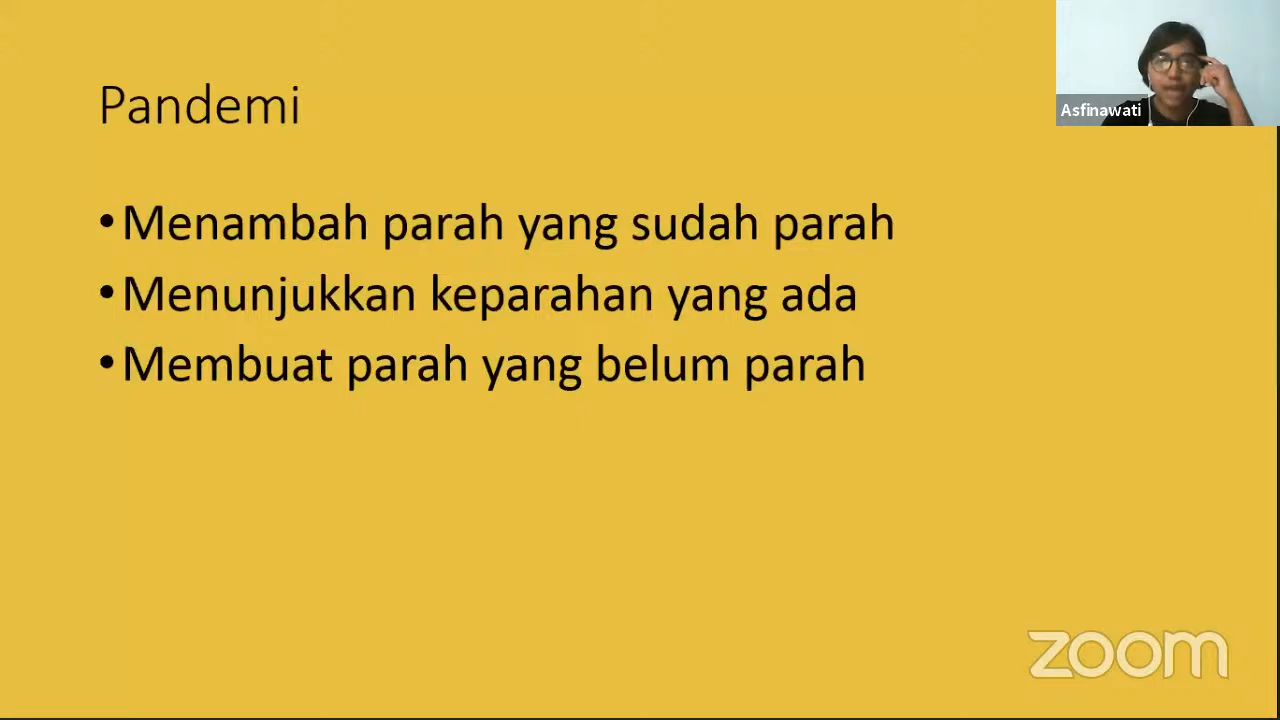 Pandemi
Asfinawati
•Menambah parah yang sudah parah
•Menunjukkan keparahan yang ada
•Membuat parah yang belum parah
zoom